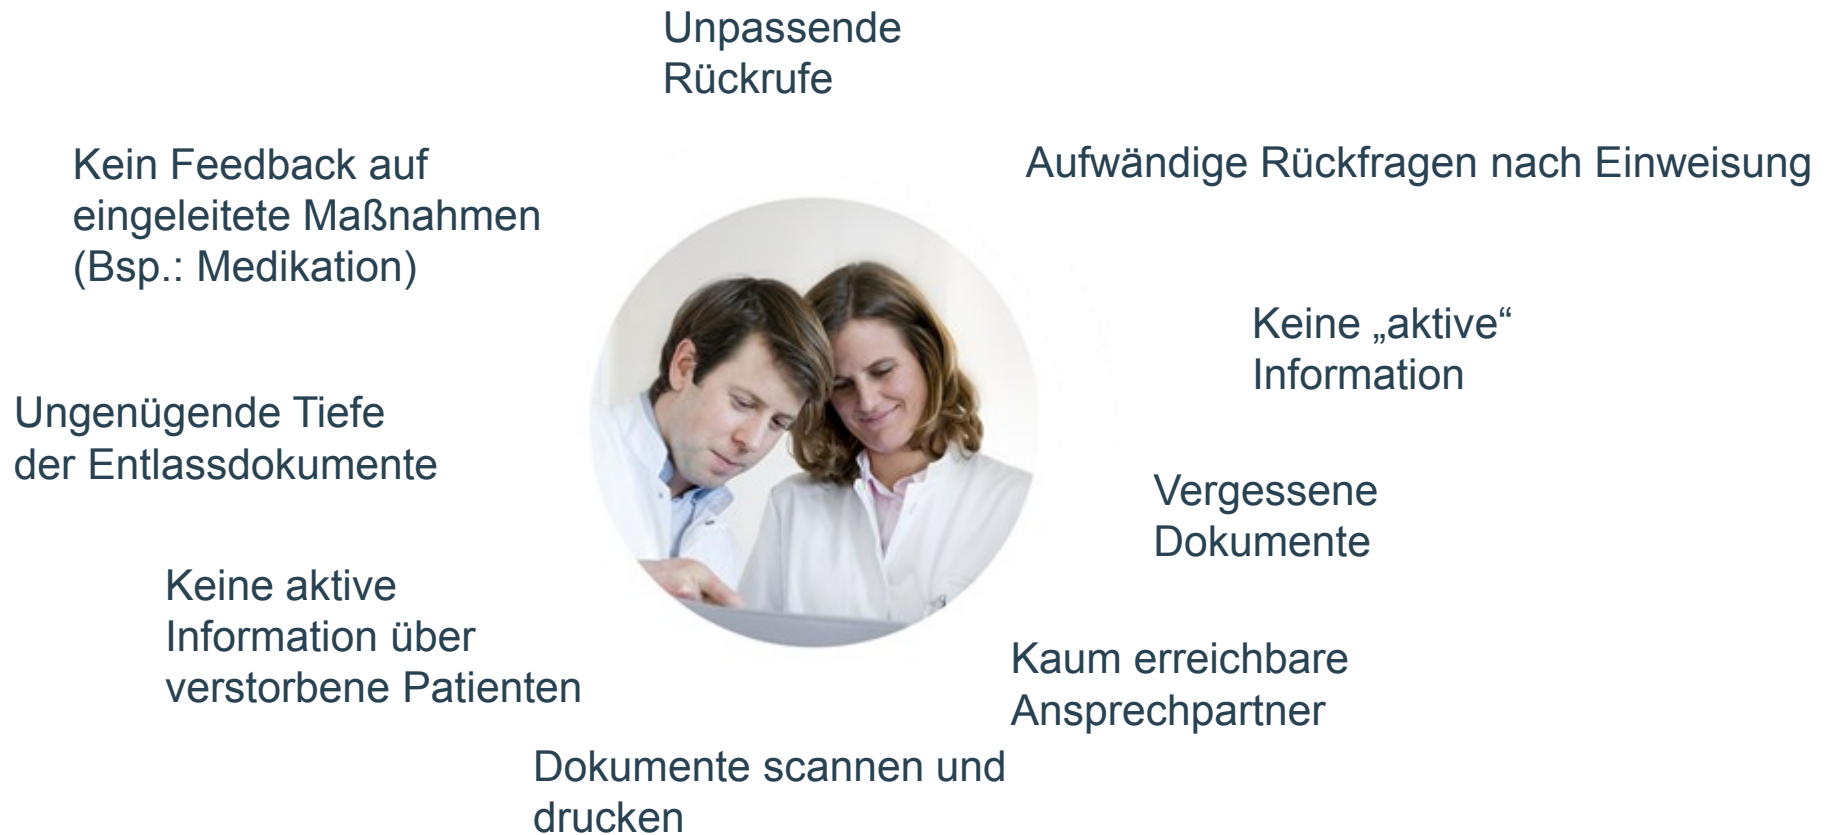 Unpassende
Rückrufe
Kein Feedback auf
eingeleitete Maßnahmen
(Bsp.: Medikation)
Aufwändige Rückfragen nach Einweisung
Keine „aktive“
Information
Ungenügende Tiefe
der Entlassdokumente
Vergessene
Dokumente
Keine aktive
Information über
verstorbene Patienten
Kaum erreichbare
Ansprechpartner
Dokumente scannen und
drucken